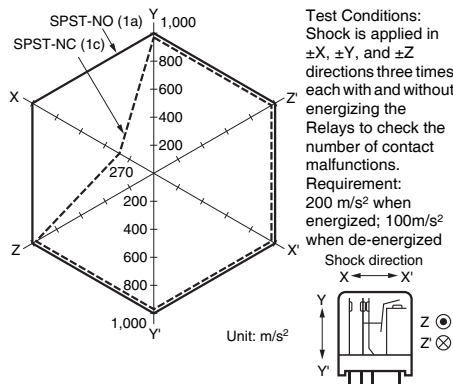 SPST-NO (1a)
SPST-NC (1c)
Y
1,000
800
600
400
200
X
Z'
270
200
400
600
800
1,000
Z
X'
Y'
Unit: m/s²
Test Conditions:
Shock is applied in
±X, ±Y, and ±Z
directions three times
each with and without
energizing the
Relays to check the
number of contact
malfunctions.
Requirement:
200 m/s² when
energized; 100m/s²
when de-energized
Shock direction
X X'
Y
Y'
Z
Z'